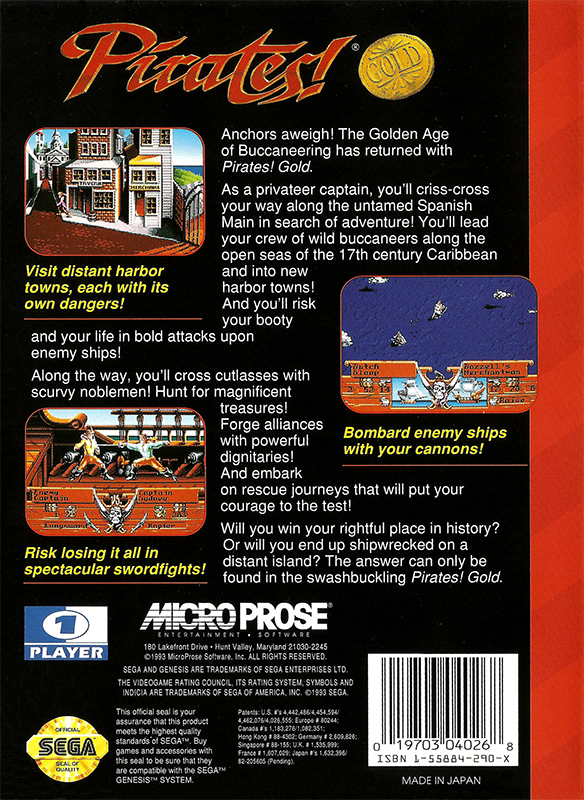 Pirates!®
GOLD
Anchors aweigh! The Golden Age
of Buccaneering has returned with
Pirates! Gold.
As a privateer captain, you'll criss-cross
your way along the untamed Spanish
Main in search of adventure! You'll lead
your crew of wild buccaneers along the
open seas of the 17th century Caribbean
and into new
harbor towns!
And you'll risk
your booty
and your life in bold attacks upon
enemy ships!
TAVERN
MERCHANT
Visit distant harbor
towns, each with its
own dangers!
Dutch
Sloop
Bazzell's
Merchantman
Raise
Bombard enemy ships
with your cannons!
Along the way, you'll cross cutlasses with
scurvy noblemen! Hunt for magnificent
treasures!
Forge alliances
with powerful
dignitaries!
And embark
on rescue journeys that will put your
courage to the test!
Enemy
Captain
Captain
Sydney
Longsword
Rapier
Risk losing it all in
spectacular swordfights!
Will you win your rightful place in history?
Or will you end up shipwrecked on a
distant island? The answer can only be
found in the swashbuckling Pirates! Gold.
1
PLAYER
MICROPROSE®
ENTERTAINMENT • SOFTWARE
180 Lakefront Drive • Hunt Valley, Maryland 21030-2245
©1993 MicroProse Software, Inc. ALL RIGHTS RESERVED.
SEGA AND GENESIS ARE TRADEMARKS OF SEGA ENTERPRISES LTD.
THE VIDEOGAME RATING COUNCIL, ITS RATING SYSTEM, SYMBOLS AND
INDICIA ARE TRADEMARKS OF SEGA OF AMERICA, INC. ©1993 SEGA.
OFFICIAL
SEGA
SEAL OF
QUALITY
This official seal is your
assurance that this product
meets the highest quality
standards of SEGA™. Buy
games and accessories with
this seal to be sure that they
are compatible with the SEGA™
GENESIS™ SYSTEM.
Patents: U.S. #'s 4,442,486/4,454,594/
4,462,076/4,026,555; Europe # 80244;
Canada #'s 1,183,276/1,082,351;
Hong Kong # 88-4302; Germany # 2,609,826;
Singapore # 88-155; U.K. # 1,535,999;
France # 1,607,029; Japan #'s 1,632,396/
82-205605 (Pending).
0 19703 04026 8
ISBN 1-55884-290-X
MADE IN JAPAN